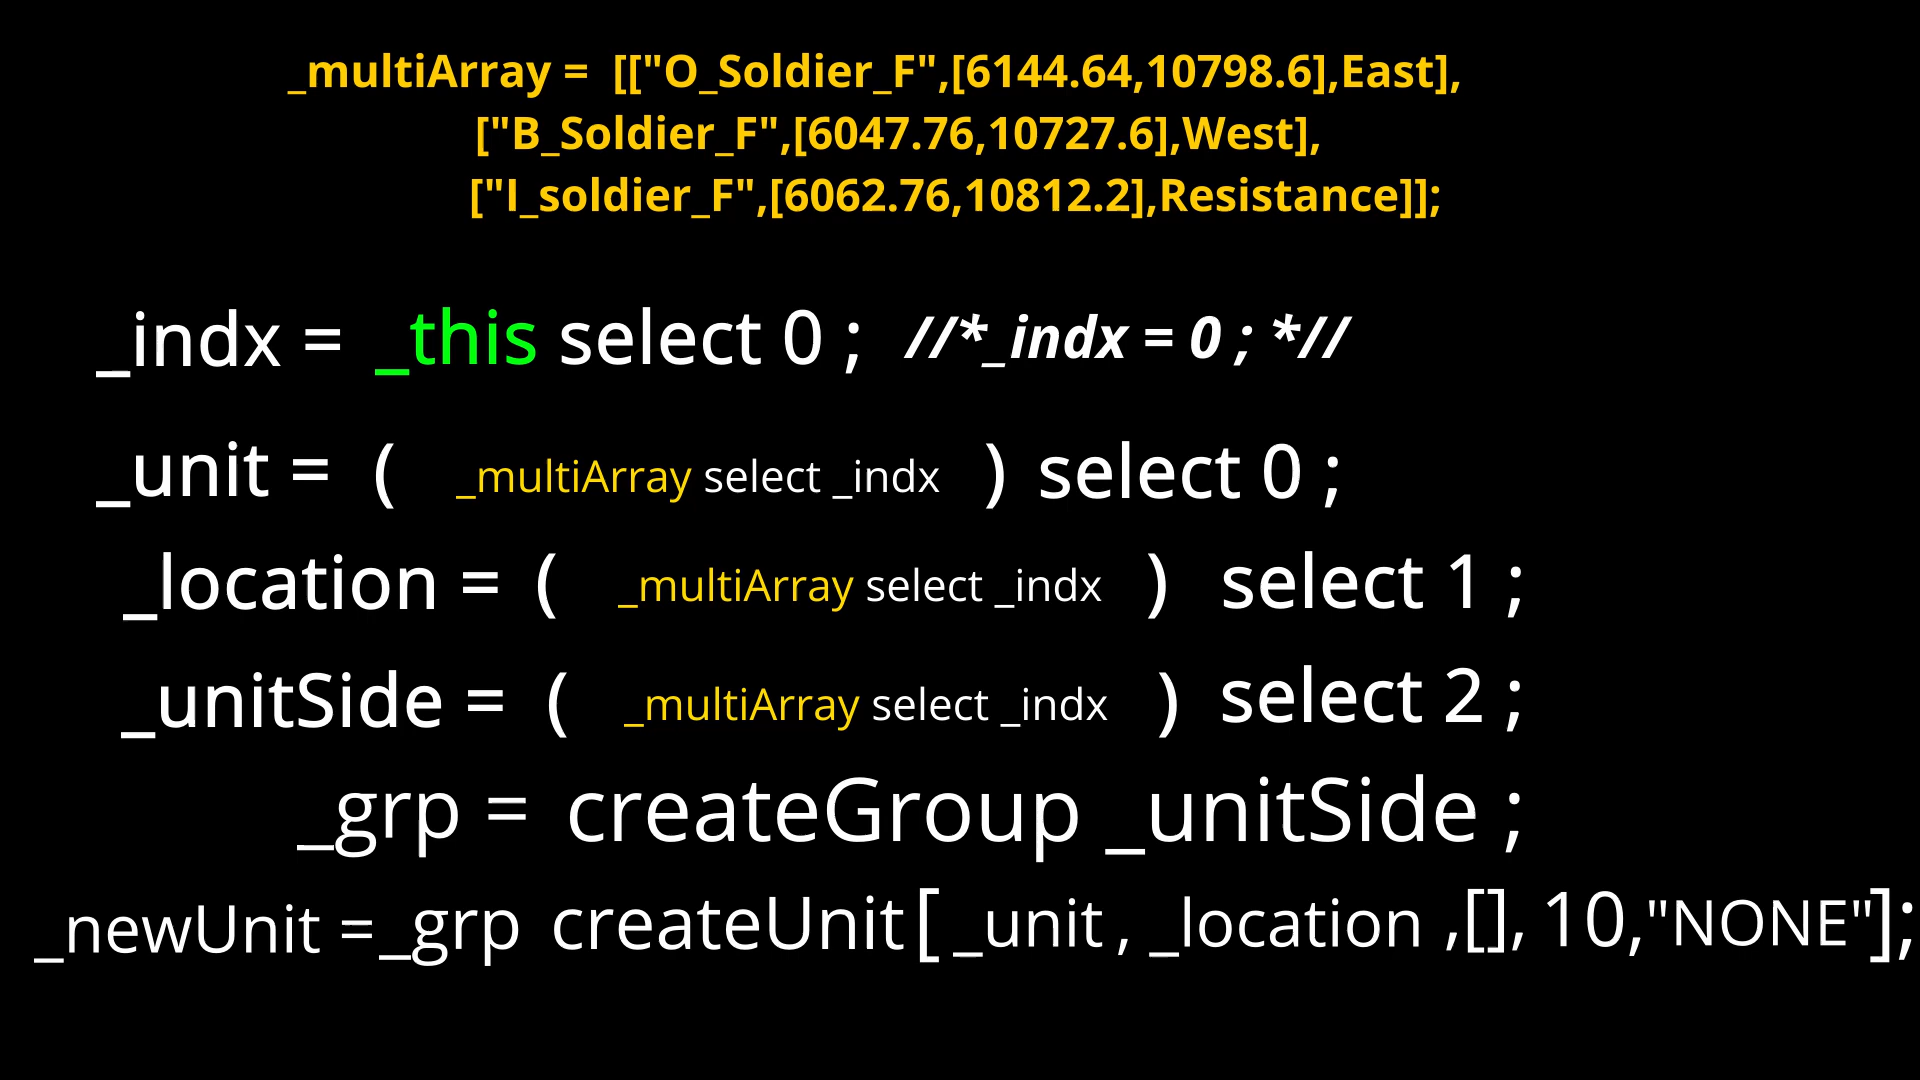 _multiArray = [["O_Soldier_F",[6144.64,10798.6],East],
["B_Soldier_F",[6047.76,10727.6],West],
["I_soldier_F",[6062.76,10812.2],Resistance]];
_indx = _this select 0 ; //*_indx = 0 ; *//
_unit = ( _multiArray select _indx ) select 0 ;
_location = ( _multiArray select _indx ) select 1 ;
_unitSide = ( _multiArray select _indx ) select 2 ;
_grp = createGroup _unitSide ;
_newUnit =_grp createUnit [ _unit , _location ,[], 10,"NONE"];